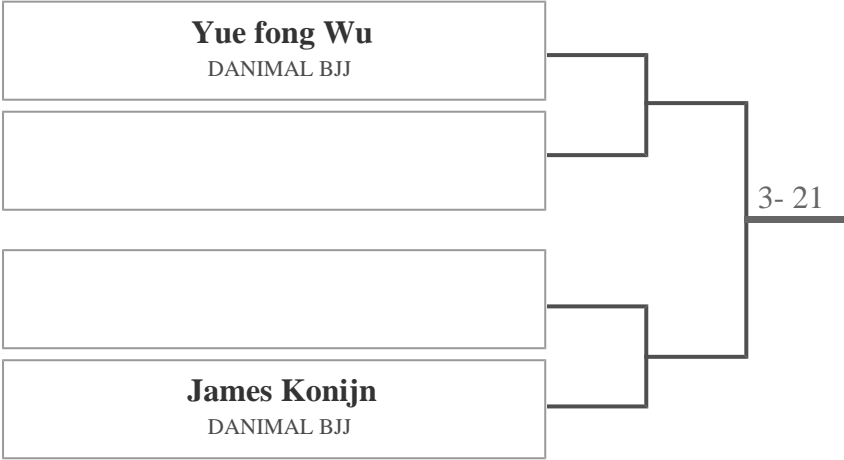 Yue fong Wu
DANIMAL BJJ
3- 21
James Konijn
DANIMAL BJJ